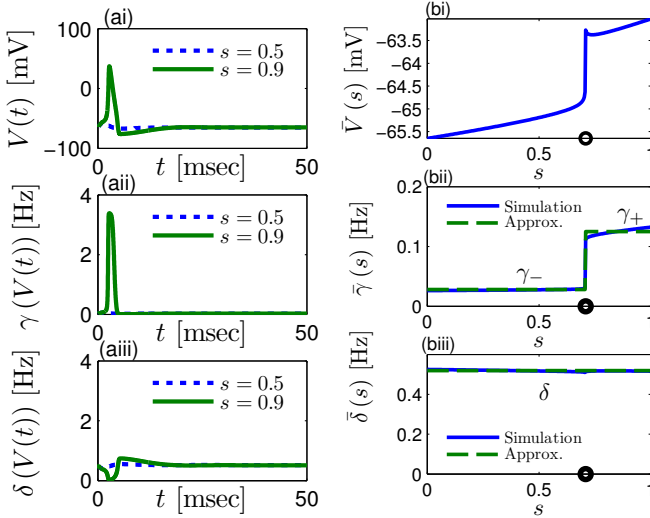 (ai)
100
0
−100
V(t) [mV]
s = 0.5
s = 0.9
0
50
t [msec]
(bi)
−63.5
−64
−64.5
−65
−65.5
V̄(s) [mV]
0
0.5
1
s
(aii)
4
2
0
γ(V(t)) [Hz]
s = 0.5
s = 0.9
0
50
t [msec]
(bii)
0.2
0.1
0
γ̄(s) [Hz]
Simulation
Approx.
γ+
γ−
0
0.5
1
s
(aiii)
4
2
0
δ(V(t)) [Hz]
s = 0.5
s = 0.9
0
50
t [msec]
(biii)
0.4
0.2
0
δ̄(s) [Hz]
δ
Simulation
Approx.
0
0.5
1
s